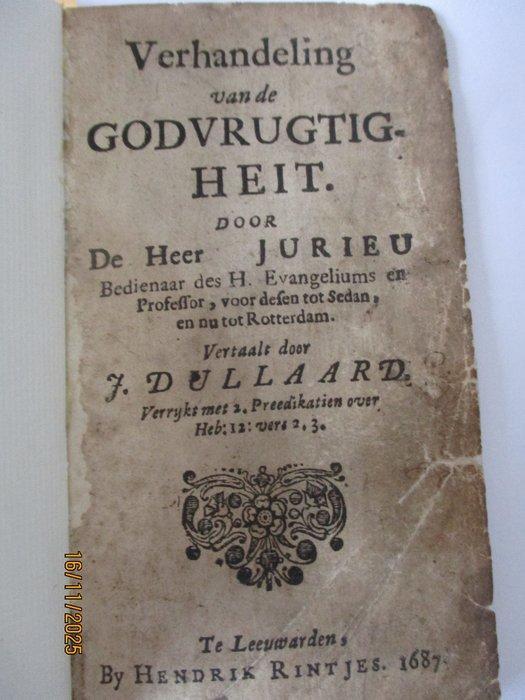 Verhandeling
van de
GODVRUGTIG-
HEIT.
DOOR
De Heer JURIEU
Bedienaar des H. Evangeliums en
Professor, voor desen tot Sedan,
en nu tot Rotterdam.
Vertaalt door
J. DULLAARD.
Verrykt met 2. Preedikatien over
Heb: 12: vers 2, 3.
Te Leeuwarden,
By HENDRIK RINTJES. 1687.
16/11/2025